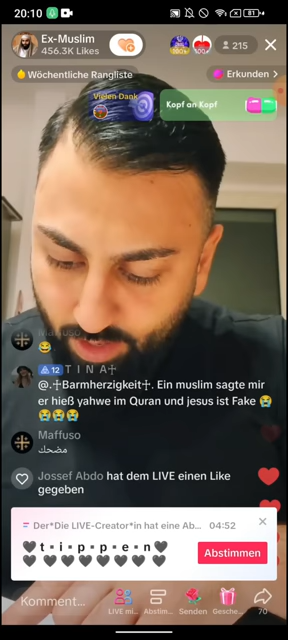 20:10
81
Ex-Muslim
456.3K Likes
215
Wöchentliche Rangliste
Erkunden >
Vielen Dank
Kopf an Kopf
Maffuso
😂
12 T I N A☩
@.☩Barmherzigkeit☩. Ein muslim sagte mir
er hieß yahwe im Quran und jesus ist Fake 😭
😭😭😭
Maffuso
مضحك
Jossef Abdo hat dem LIVE einen Like
gegeben
Der*Die LIVE-Creator*in hat eine Ab... 04:52
🖤 t ▪ i ▪ p ▪ p ▪ e ▪ n🖤
🖤 🖤 🖤 🖤 🖤 🖤 🖤 🖤
Abstimmen
Komment...
LIVE mi...
Abstim...
Senden
Gesche...
70